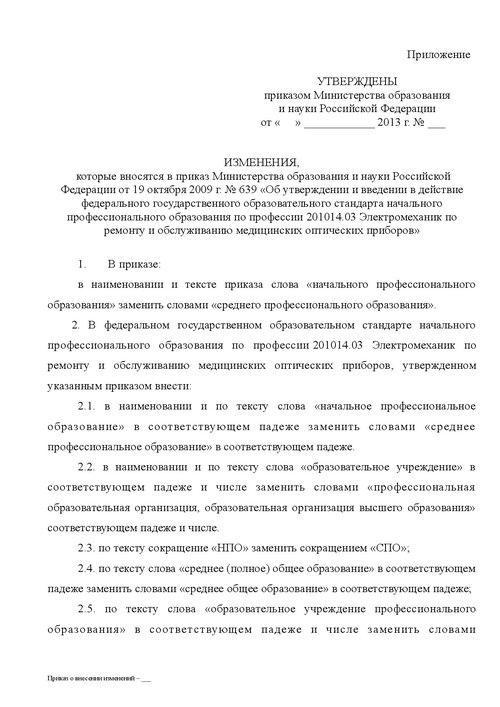 Приложение
УТВЕРЖДЕНЫ
приказом Министерства образования
и науки Российской Федерации
от « » ____________ 2013 г. № ___
ИЗМЕНЕНИЯ,
которые вносятся в приказ Министерства образования и науки Российской
Федерации от 19 октября 2009 г. № 639 «Об утверждении и введении в действие
федерального государственного образовательного стандарта начального
профессионального образования по профессии 201014.03 Электромеханик по
ремонту и обслуживанию медицинских оптических приборов»
1. В приказе:
в наименовании и тексте приказа слова «начального профессионального
образования» заменить словами «среднего профессионального образования».
2. В федеральном государственном образовательном стандарте начального
профессионального образования по профессии 201014.03 Электромеханик по
ремонту и обслуживанию медицинских оптических приборов, утвержденном
указанным приказом внести:
2.1. в наименовании и по тексту слова «начальное профессиональное
образование» в соответствующем падеже заменить словами «среднее
профессиональное образование» в соответствующем падеже.
2.2. в наименовании и по тексту слова «образовательное учреждение» в
соответствующем падеже и числе заменить словами «профессиональная
образовательная организация, образовательная организация высшего образования»
соответствующем падеже и числе.
2.3. по тексту сокращение «НПО» заменить сокращением «СПО»;
2.4. по тексту слова «среднее (полное) общее образование» в соответствующем
падеже заменить словами «среднее общее образование» в соответствующем падеже;
2.5. по тексту слова «образовательное учреждение профессионального
образования» в соответствующем падеже и числе заменить словами
Приказ о внесении изменений – ___